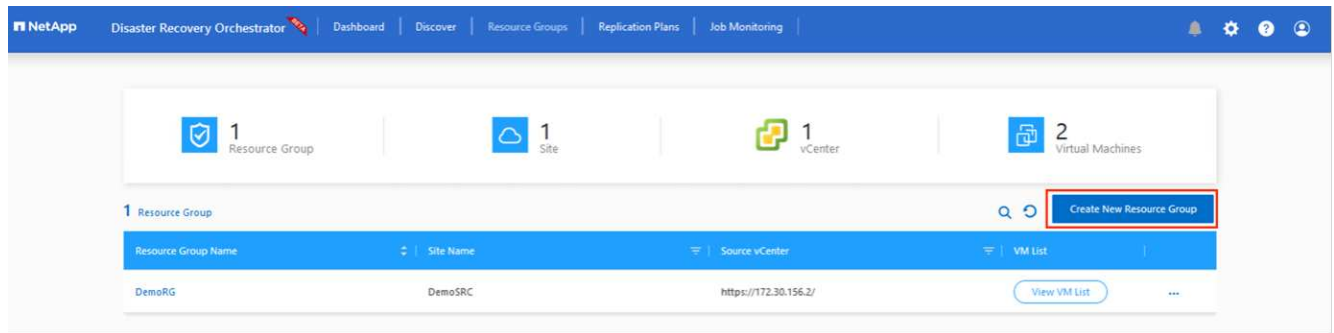 NetApp Disaster Recovery Orchestrator Dashboard Discover Resource Groups Replication Plans Job Monitoring
1
Resource Group
1
Site
1
vCenter
2
Virtual Machines
1 Resource Group
Create New Resource Group
Resource Group Name Site Name Source vCenter VM List
DemoRG DemoSRC https://172.30.156.2/ View VM List ...